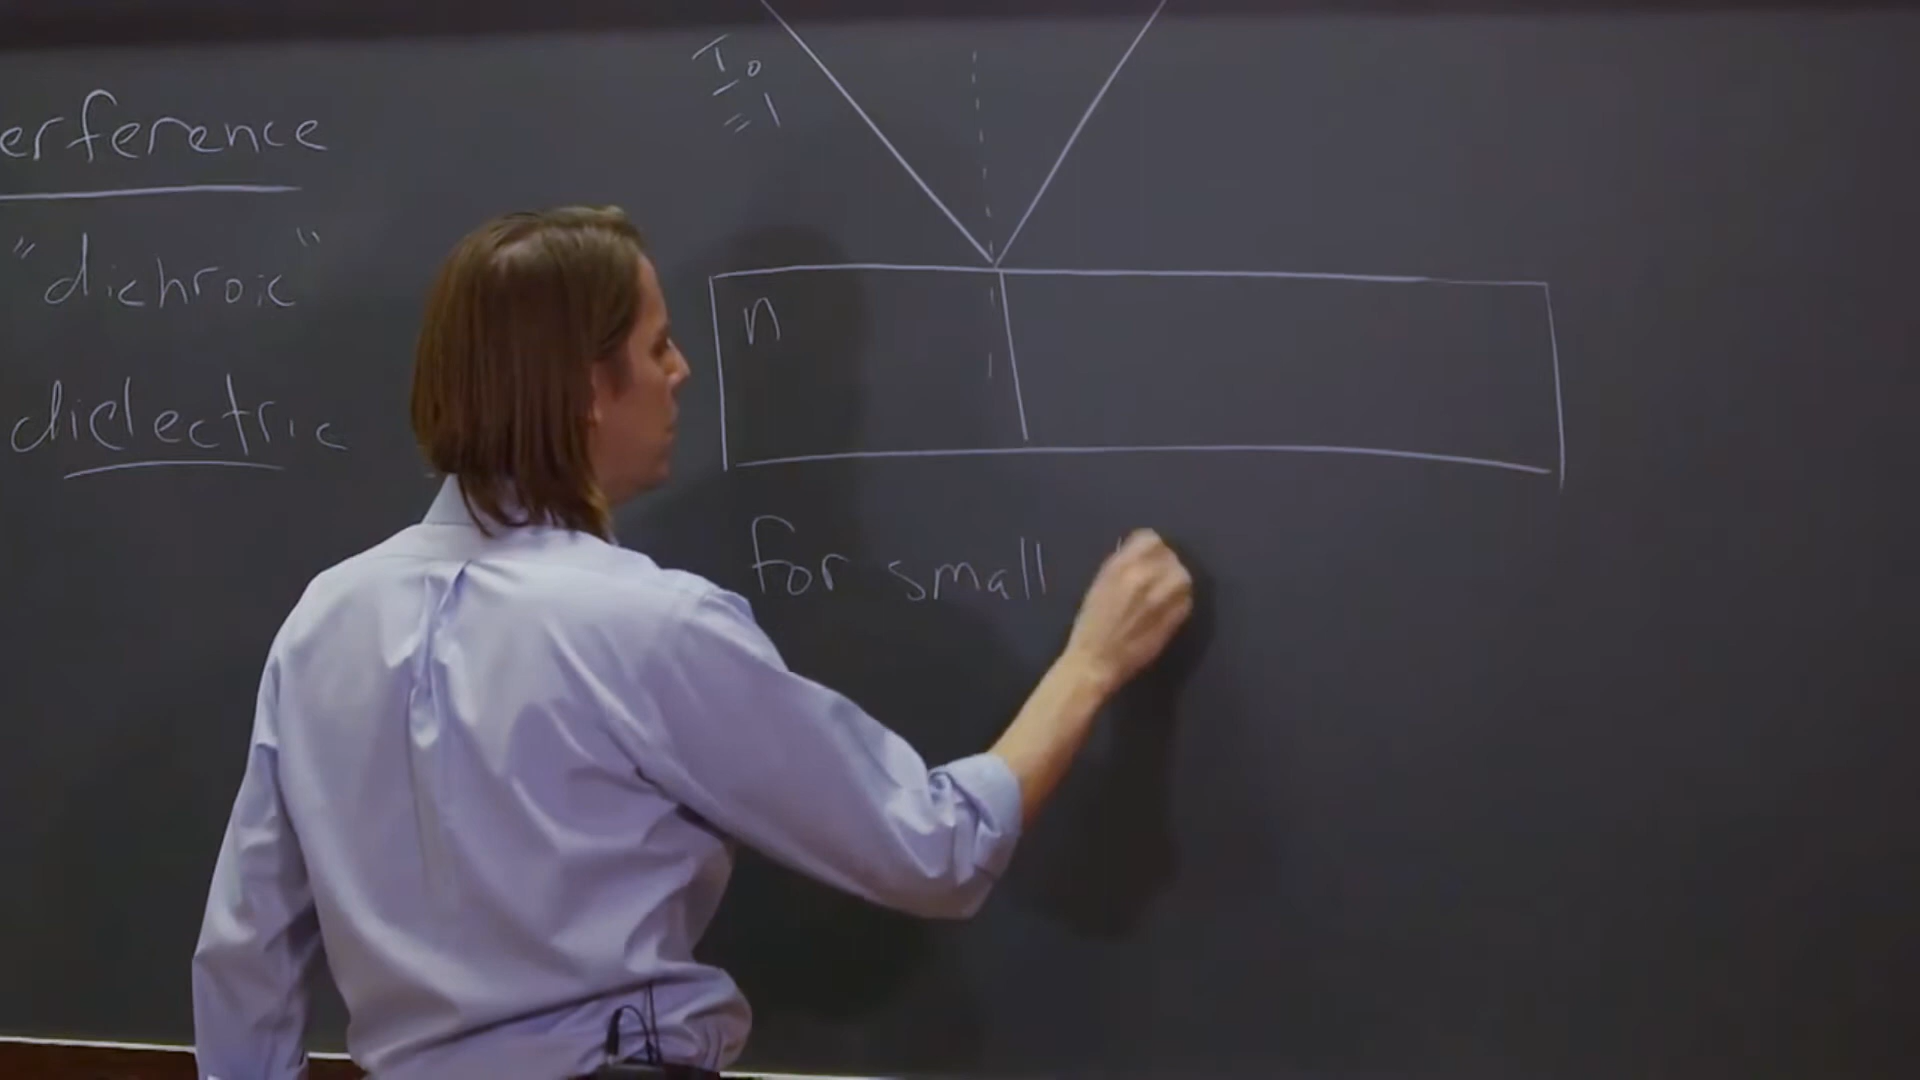 erference
"dichroic"
dielectric
I₀
=1
n
for small